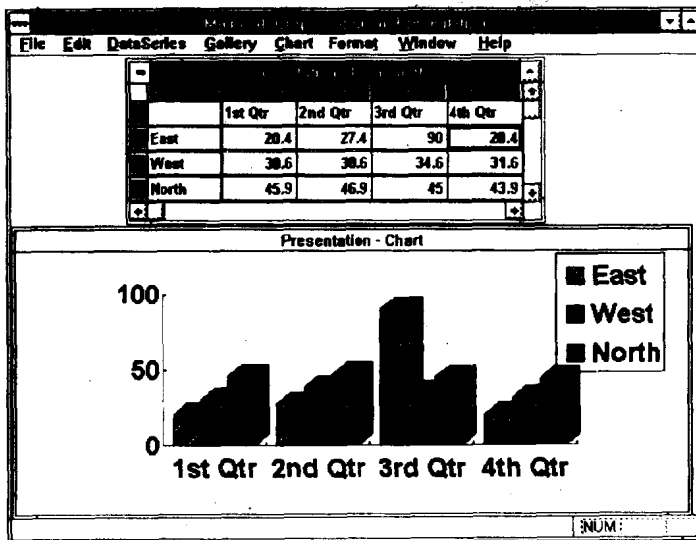 File Edit DataSeries Gallery Chart Format Window Help
1st Qtr 2nd Qtr 3rd Qtr 4th Qtr
East 20.4 27.4 90 20.4
West 30.6 38.6 34.6 31.6
North 45.9 46.9 45 43.9
Presentation - Chart
East
West
North
100
50
0
1st Qtr 2nd Qtr 3rd Qtr 4th Qtr
NUM